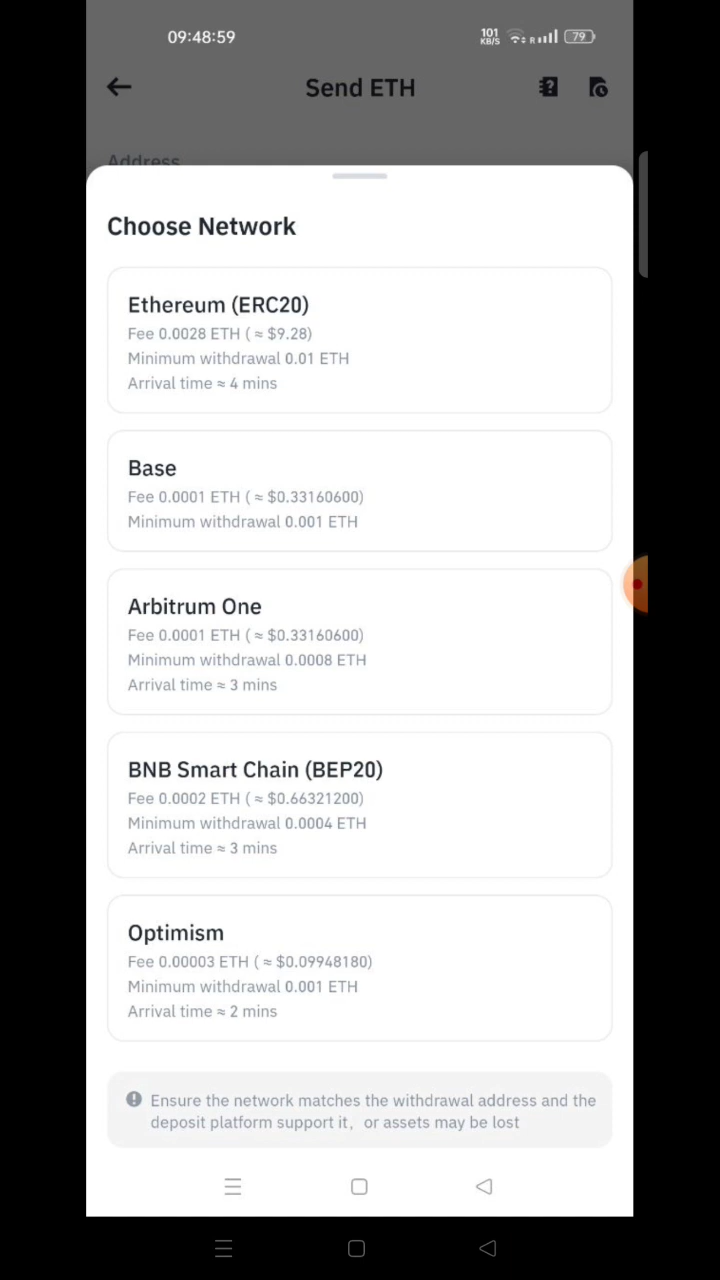 09:48:59
101
KB/S
R
79
Send ETH
Address
Choose Network
Ethereum (ERC20)
Fee 0.0028 ETH ( ≈ $9.28)
Minimum withdrawal 0.01 ETH
Arrival time ≈ 4 mins
Base
Fee 0.0001 ETH ( ≈ $0.33160600)
Minimum withdrawal 0.001 ETH
Arbitrum One
Fee 0.0001 ETH ( ≈ $0.33160600)
Minimum withdrawal 0.0008 ETH
Arrival time ≈ 3 mins
BNB Smart Chain (BEP20)
Fee 0.0002 ETH ( ≈ $0.66321200)
Minimum withdrawal 0.0004 ETH
Arrival time ≈ 3 mins
Optimism
Fee 0.00003 ETH ( ≈ $0.09948180)
Minimum withdrawal 0.001 ETH
Arrival time ≈ 2 mins
Ensure the network matches the withdrawal address and the
deposit platform support it，or assets may be lost